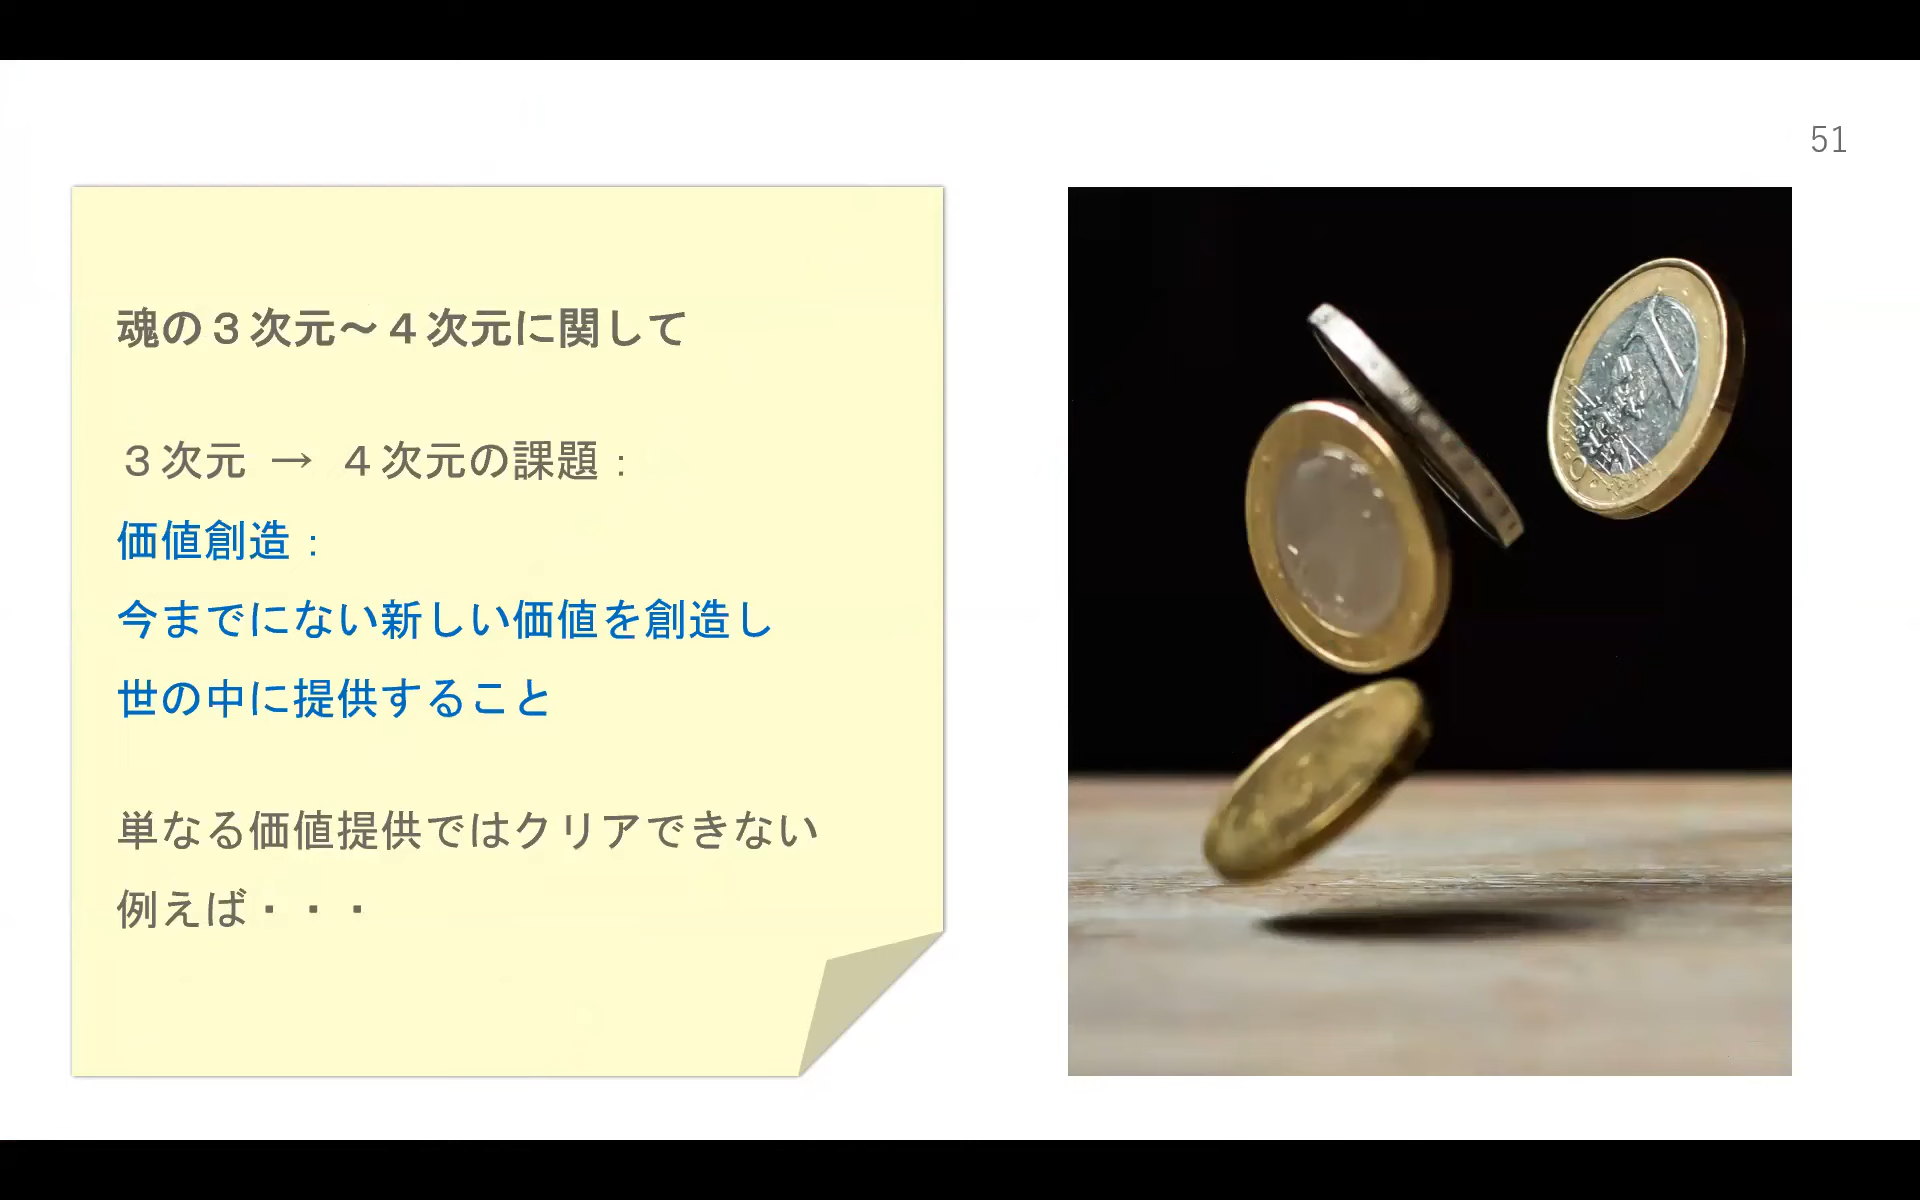 51
魂の３次元～４次元に関して
３次元 → ４次元の課題：
価値創造：
今までにない新しい価値を創造し
世の中に提供すること
単なる価値提供ではクリアできない
例えば・・・
1